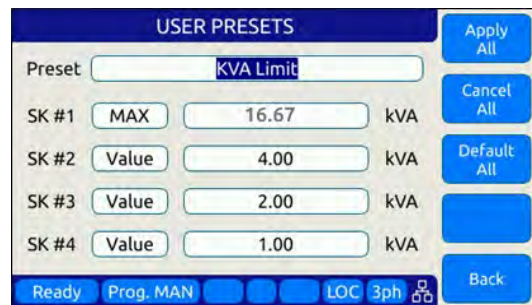 USER PRESETS
Preset KVA Limit
SK #1 MAX 16.67 kVA
SK #2 Value 4.00 kVA
SK #3 Value 2.00 kVA
SK #4 Value 1.00 kVA
Ready Prog. MAN LOC 3ph
Apply
All
Cancel
All
Default
All
Back